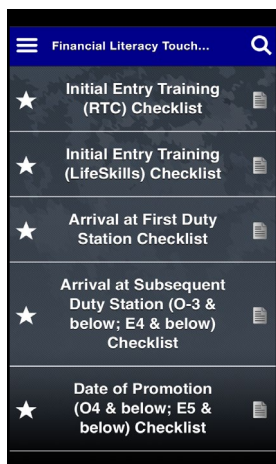 Financial Literacy Touch...
Initial Entry Training
(RTC) Checklist
Initial Entry Training
(LifeSkills) Checklist
Arrival at First Duty
Station Checklist
Arrival at Subsequent
Duty Station (O-3 &
below; E4 & below)
Checklist
Date of Promotion
(O4 & below; E5 &
below) Checklist